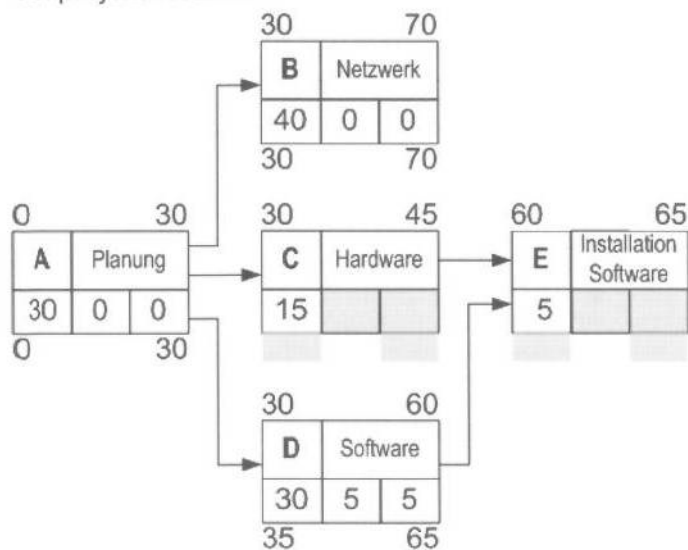 30 70
B Netzwerk
40 0 0
30 70
0 30
A Planung
30 0 0
0 30
30 45
C Hardware
15
60 65
E Installation
Software
5
30 60
D Software
30 5 5
35 65